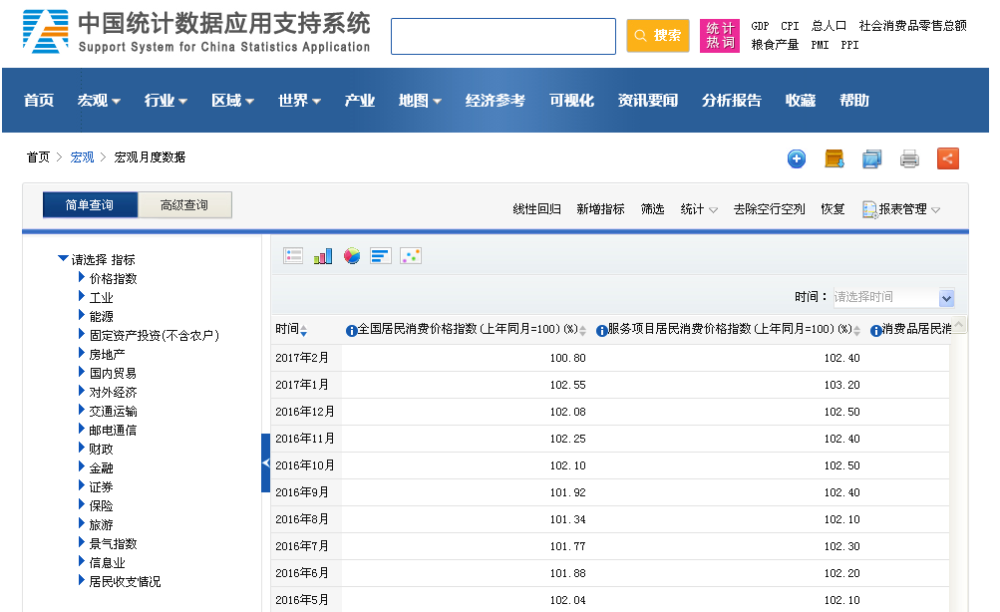 中国统计数据应用支持系统
Support System for China Statistics Application
搜索
统计
热词
GDP CPI 总人口 社会消费品零售总额
粮食产量 PMI PPI
首页 宏观 行业 区域 世界 产业 地图 经济参考 可视化 资讯要闻 分析报告 收藏 帮助
首页 > 宏观 > 宏观月度数据
简单查询 高级查询
线性回归 新增指标 筛选 统计 去除空行空列 恢复 报表管理
请选择 指标
价格指数
工业
能源
固定资产投资(不含农户)
房地产
国内贸易
对外经济
交通运输
邮电通信
财政
金融
证券
保险
旅游
景气指数
信息业
居民收支情况
时间： 请选择时间
时间 全国居民消费价格指数(上年同月=100)(%) 服务项目居民消费价格指数(上年同月=100)(%) 消费品居民消
2017年2月 100.80 102.40
2017年1月 102.55 103.20
2016年12月 102.08 102.50
2016年11月 102.25 102.40
2016年10月 102.10 102.50
2016年9月 101.92 102.40
2016年8月 101.34 102.10
2016年7月 101.77 102.30
2016年6月 101.88 102.20
2016年5月 102.04 102.10